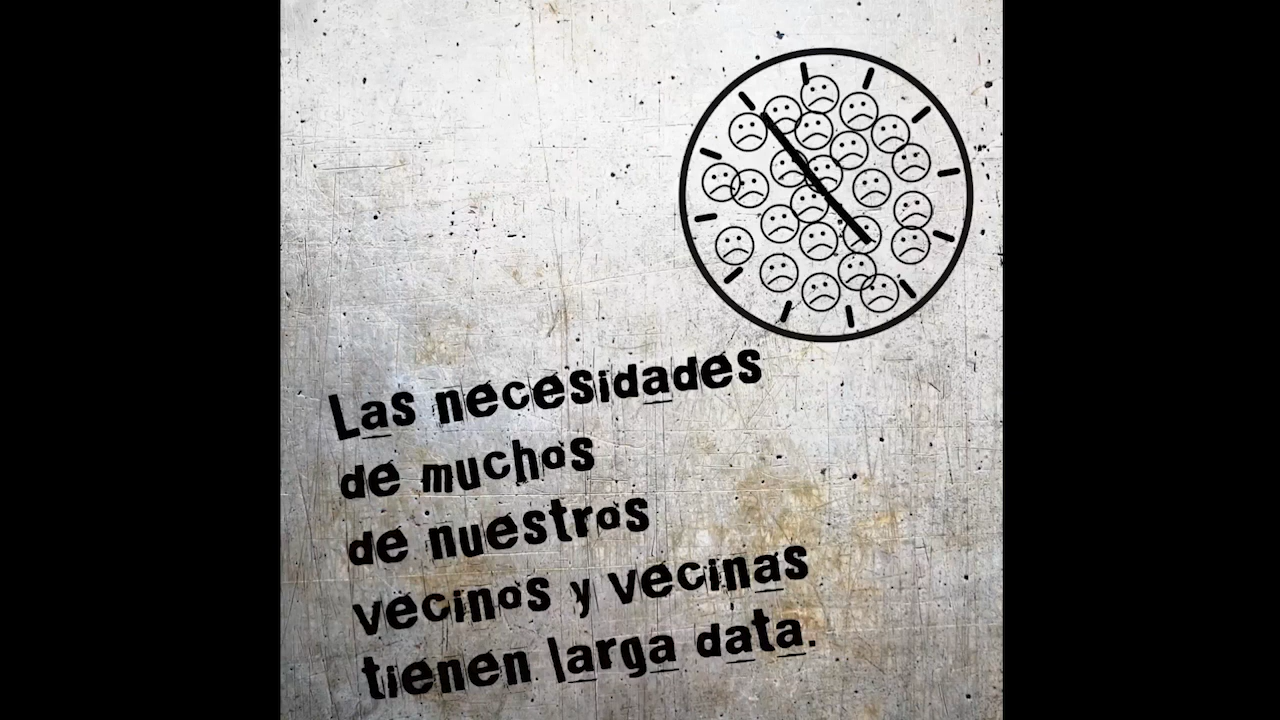 Las necesidades
de muchos
de nuestros
vecinos y vecinas
tienen larga data.